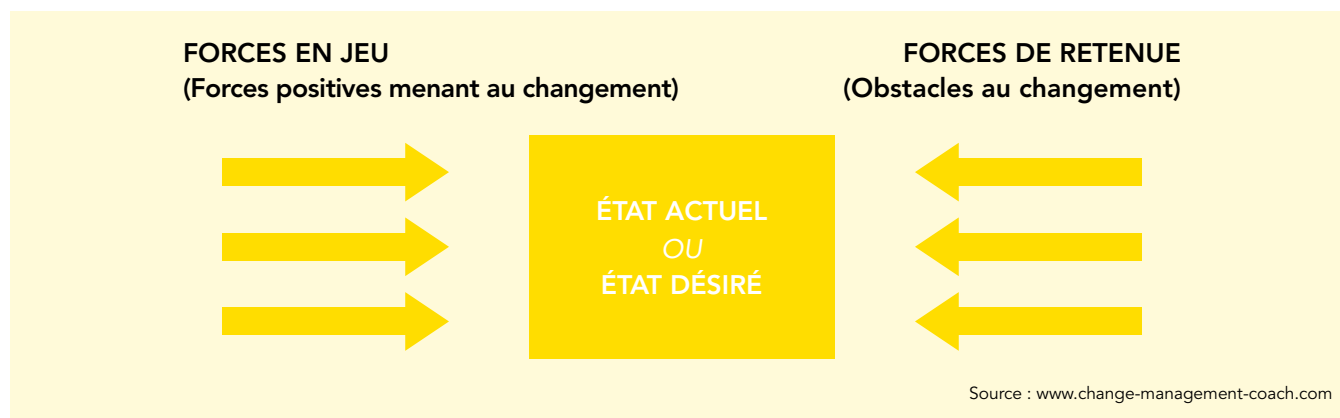 FORCES EN JEU
(Forces positives menant au changement)
FORCES DE RETENUE
(Obstacles au changement)
ÉTAT ACTUEL
OU
ÉTAT DÉSIRÉ
Source : www.change-management-coach.com